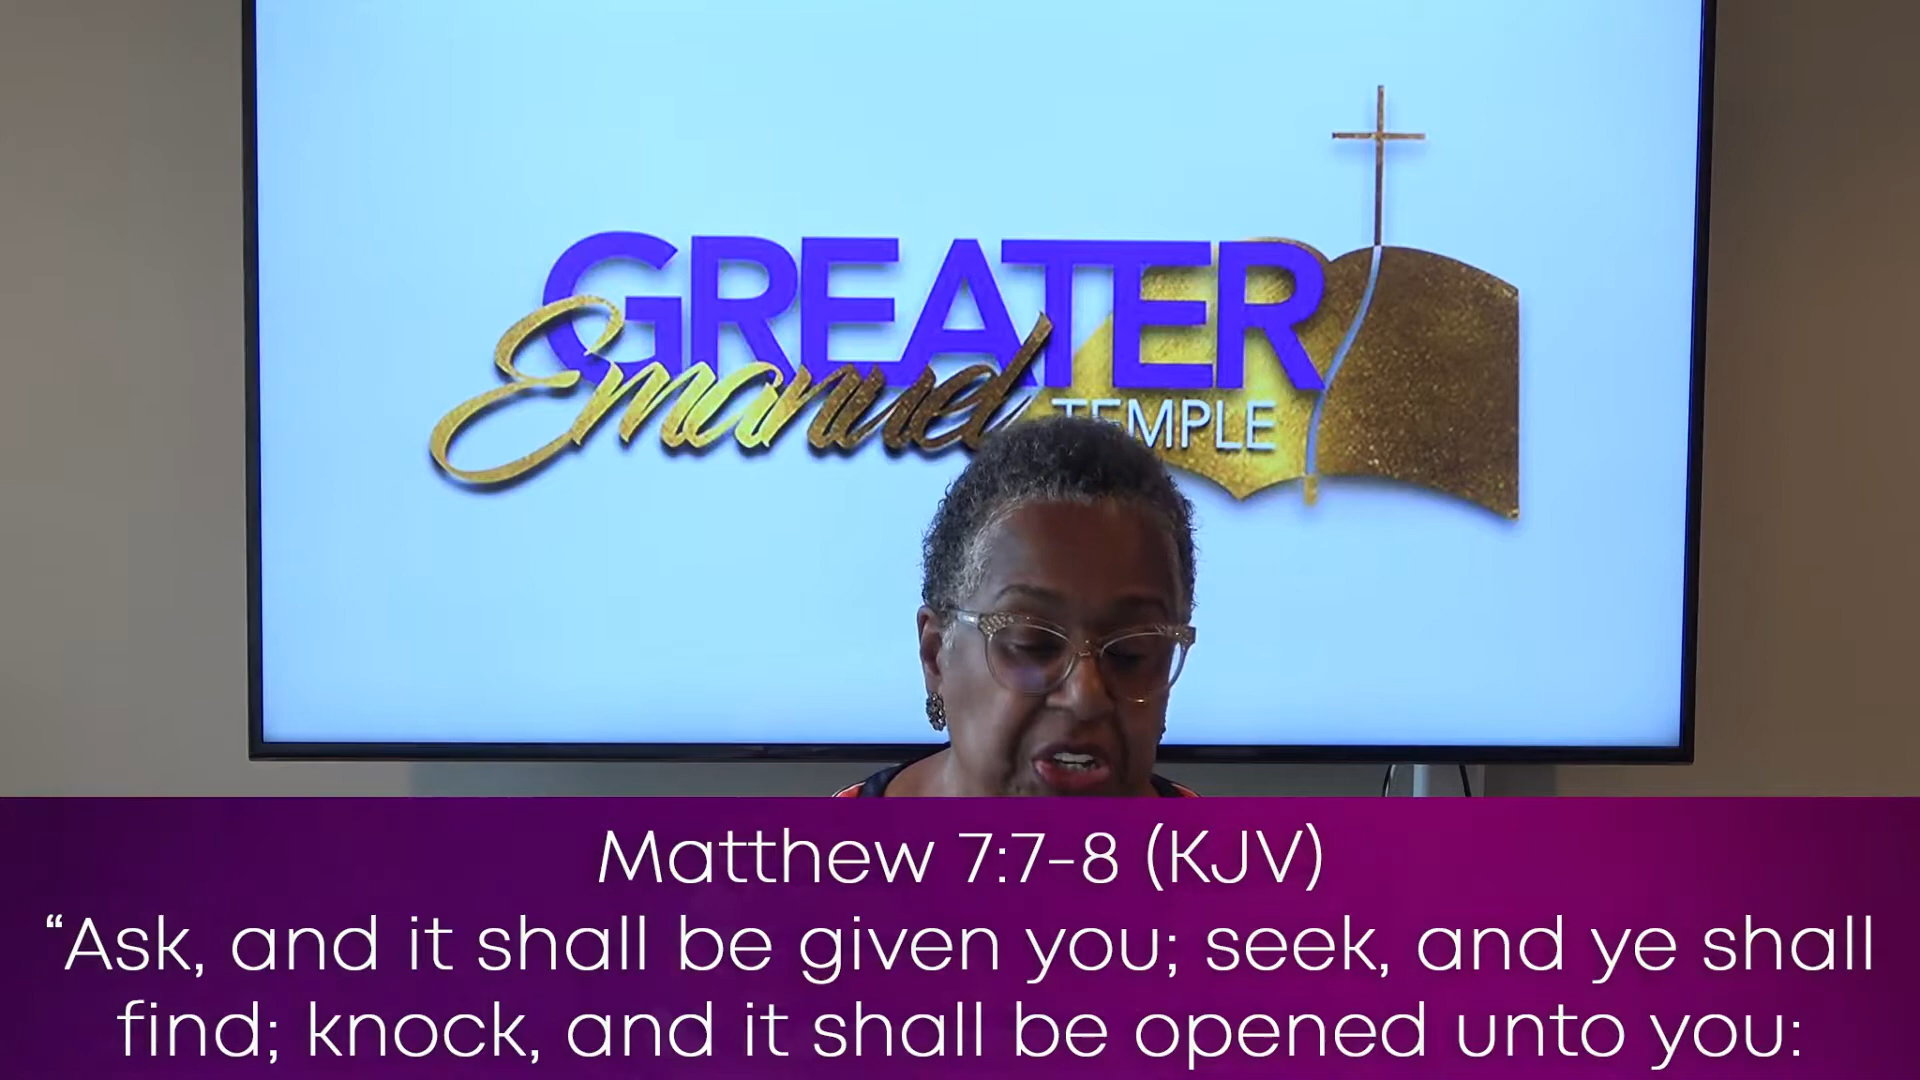 GREATER
Emanuel TEMPLE
Matthew 7:7-8 (KJV)
“Ask, and it shall be given you; seek, and ye shall
find; knock, and it shall be opened unto you: